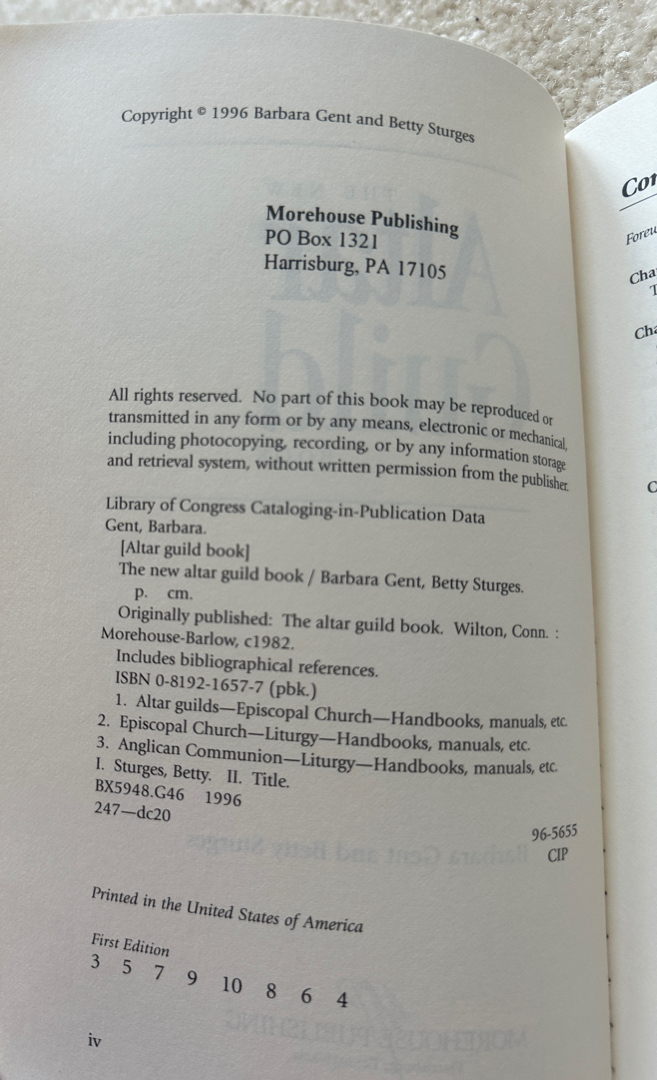 Copyright © 1996 Barbara Gent and Betty Sturges
Morehouse Publishing
PO Box 1321
Harrisburg, PA 17105
All rights reserved. No part of this book may be reproduced or
transmitted in any form or by any means, electronic or mechanical,
including photocopying, recording, or by any information storage
and retrieval system, without written permission from the publisher.
Library of Congress Cataloging-in-Publication Data
Gent, Barbara.
[Altar guild book]
The new altar guild book / Barbara Gent, Betty Sturges.
p. cm.
Originally published: The altar guild book. Wilton, Conn. :
Morehouse-Barlow, c1982.
Includes bibliographical references.
ISBN 0-8192-1657-7 (pbk.)
1. Altar guilds—Episcopal Church—Handbooks, manuals, etc.
2. Episcopal Church—Liturgy—Handbooks, manuals, etc.
3. Anglican Communion—Liturgy—Handbooks, manuals, etc.
I. Sturges, Betty. II. Title.
BX5948.G46 1996
247—dc20
96-5655
CIP
Printed in the United States of America
First Edition
3 5 7 9 10 8 6 4
iv